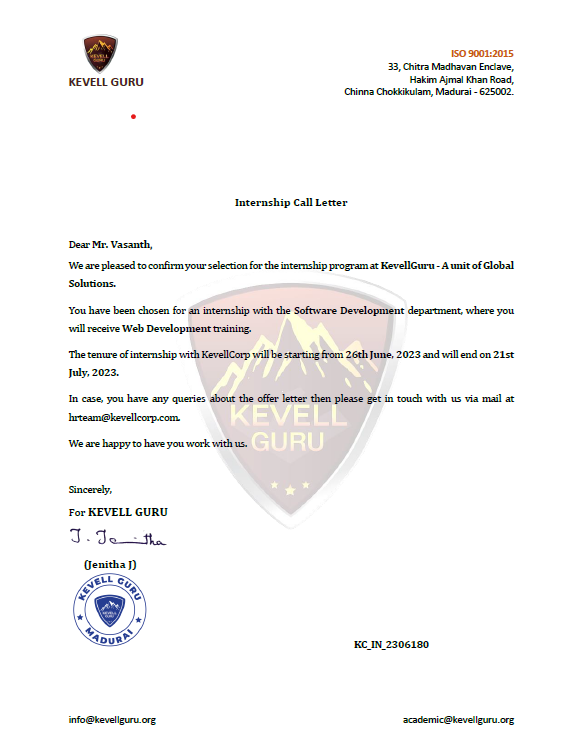 KEVELL
GURU
KEVELL GURU
ISO 9001:2015
33, Chitra Madhavan Enclave,
Hakim Ajmal Khan Road,
Chinna Chokkikulam, Madurai - 625002.
Internship Call Letter
Dear Mr. Vasanth,
We are pleased to confirm your selection for the internship program at KevellGuru - A unit of Global
Solutions.
You have been chosen for an internship with the Software Development department, where you
will receive Web Development training.
The tenure of internship with KevellCorp will be starting from 26th June, 2023 and will end on 21st
July, 2023.
In case, you have any queries about the offer letter then please get in touch with us via mail at
hrteam@kevellcorp.com.
We are happy to have you work with us.
KEVELL
GURU
Sincerely,
For KEVELL GURU
J. Jenitha
(Jenitha J)
KEVELL GURU
KEVELL
GURU
MADURAI
KC_IN_2306180
info@kevellguru.org
academic@kevellguru.org